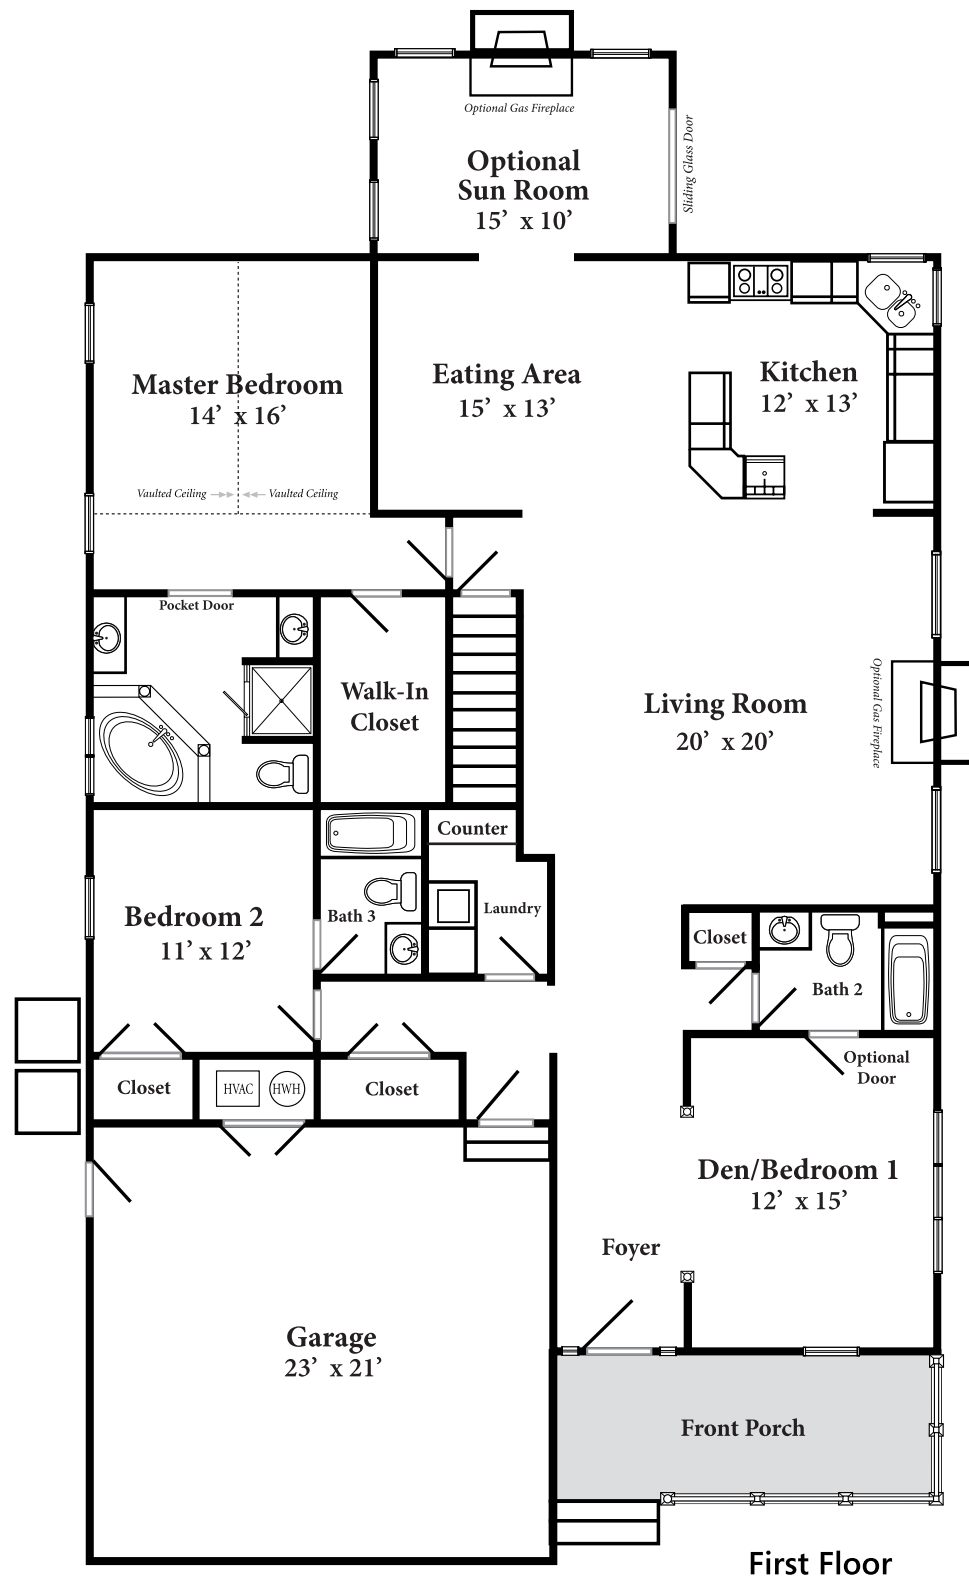 Optional Gas Fireplace
Sliding Glass Door
Optional
Sun Room
15’ x 10’
Master Bedroom
14’ x 16’
Vaulted Ceiling
Vaulted Ceiling
Eating Area
15’ x 13’
Kitchen
12’ x 13’
Pocket Door
Walk-In
Closet
Living Room
20’ x 20’
Optional Gas Fireplace
Counter
Bedroom 2
11’ x 12’
Bath 3
Laundry
Closet
Bath 2
Optional
Door
Closet
HVAC
HWH
Closet
Den/Bedroom 1
12’ x 15’
Foyer
Garage
23’ x 21’
Front Porch
First Floor